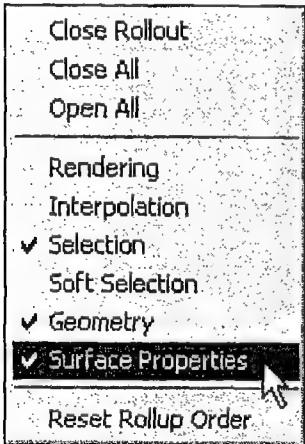 Close Rollout
Close All
Open All
Rendering
Interpolation
Selection
Soft Selection
Geometry
Surface Properties
Reset Rollup Order